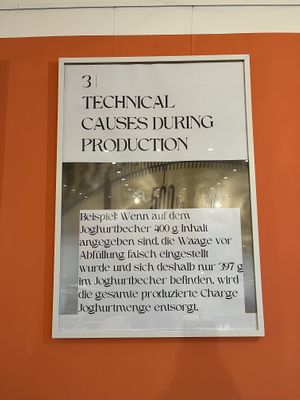 3 |
TECHNICAL
CAUSES DURING
PRODUCTION
500
Beispiel: Wenn auf dem
Joghurtbecher 400 g Inhalt
angegeben sind, die Waage vor
Abfüllung falsch eingestellt
wurde und sich deshalb nur 397 g
im Joghurtbecher befinden, wird
die gesamte produzierte Charge
Joghurtmenge entsorgt.